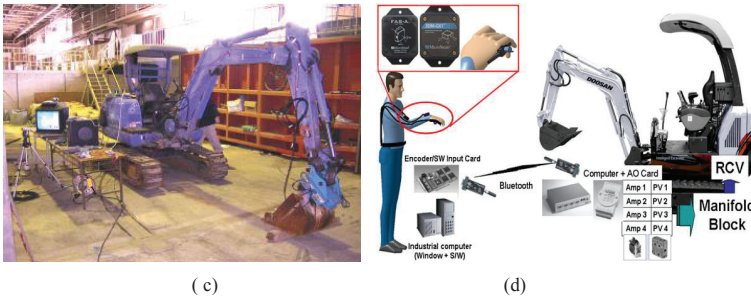 DOOSAN
Encoder/SW Input Card
Bluetooth
Computer + AO Card
Amp 1 PV 1
Amp 2 PV 2
Amp 3 PV 3
Amp 4 PV 4
RCV
Manifold
Block
Industrial computer
(Window + S/W)
( c)
(d)